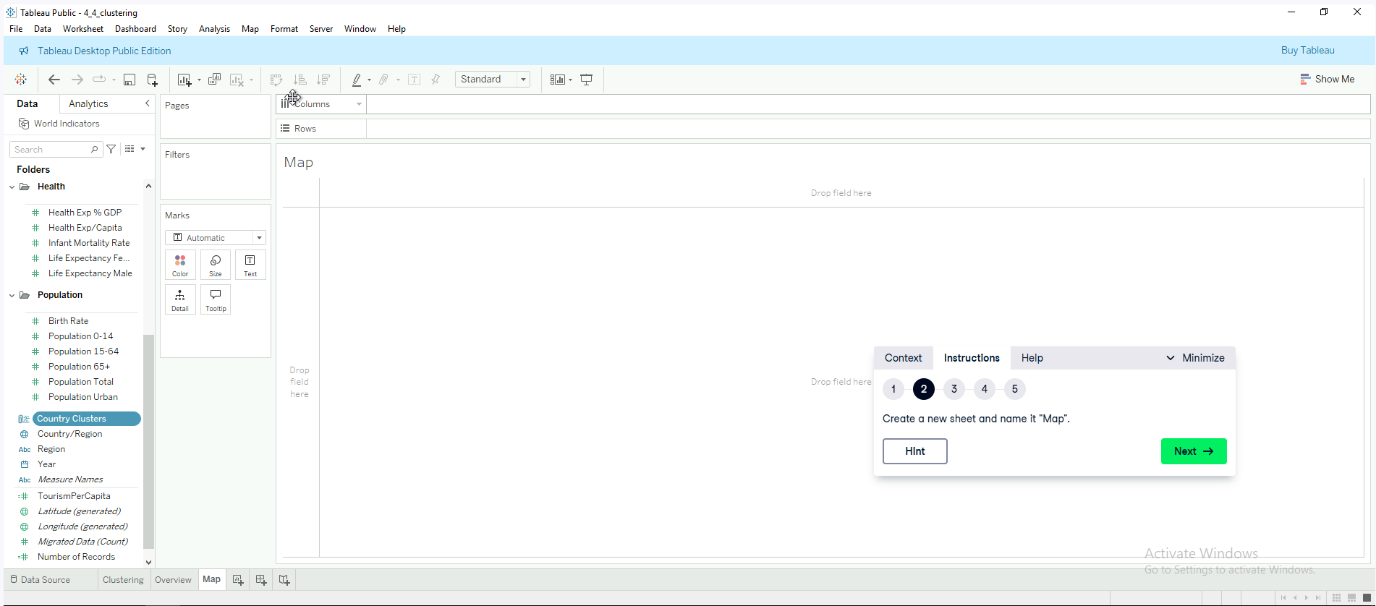 Tableau Public - 4_4_clustering
File Data Worksheet Dashboard Story Analysis Map Format Server Window Help
Tableau Desktop Public Edition Buy Tableau
Standard Show Me
Data Analytics
World Indicators
Search
Folders
Health
Health Exp % GDP
Health Exp/Capita
Infant Mortality Rate
Life Expectancy Fe...
Life Expectancy Male
Population
Birth Rate
Population 0-14
Population 15-64
Population 65+
Population Total
Population Urban
Country Clusters
Country/Region
Abc Region
Year
Abc Measure Names
TourismPerCapita
Latitude (generated)
Longitude (generated)
Migrated Data (Count)
Number of Records
Pages
Filters
Marks
Automatic
Color Size Text
Detail Tooltip
Columns
Rows
Map
Drop field here
Drop
field
here
Drop field here
Context Instructions Help Minimize
1 2 3 4 5
Create a new sheet and name it "Map".
Hint Next
Activate Windows
Go to Settings to activate Windows.
Data Source Clustering Overview Map